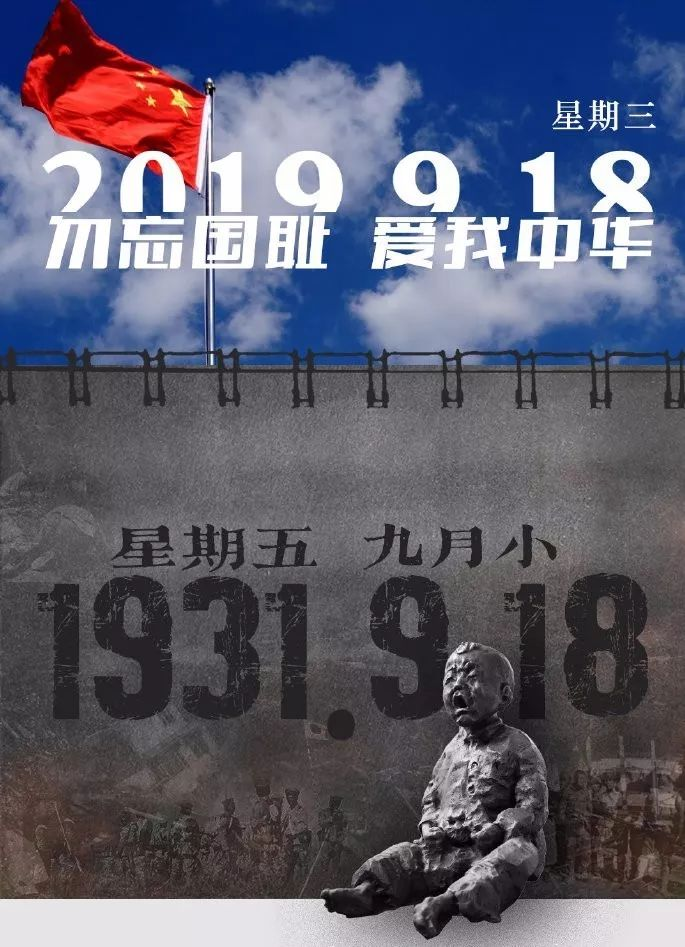 星期三
2019 9 18
勿忘国耻 爱我中华
星期五 九月小
1931.9.18